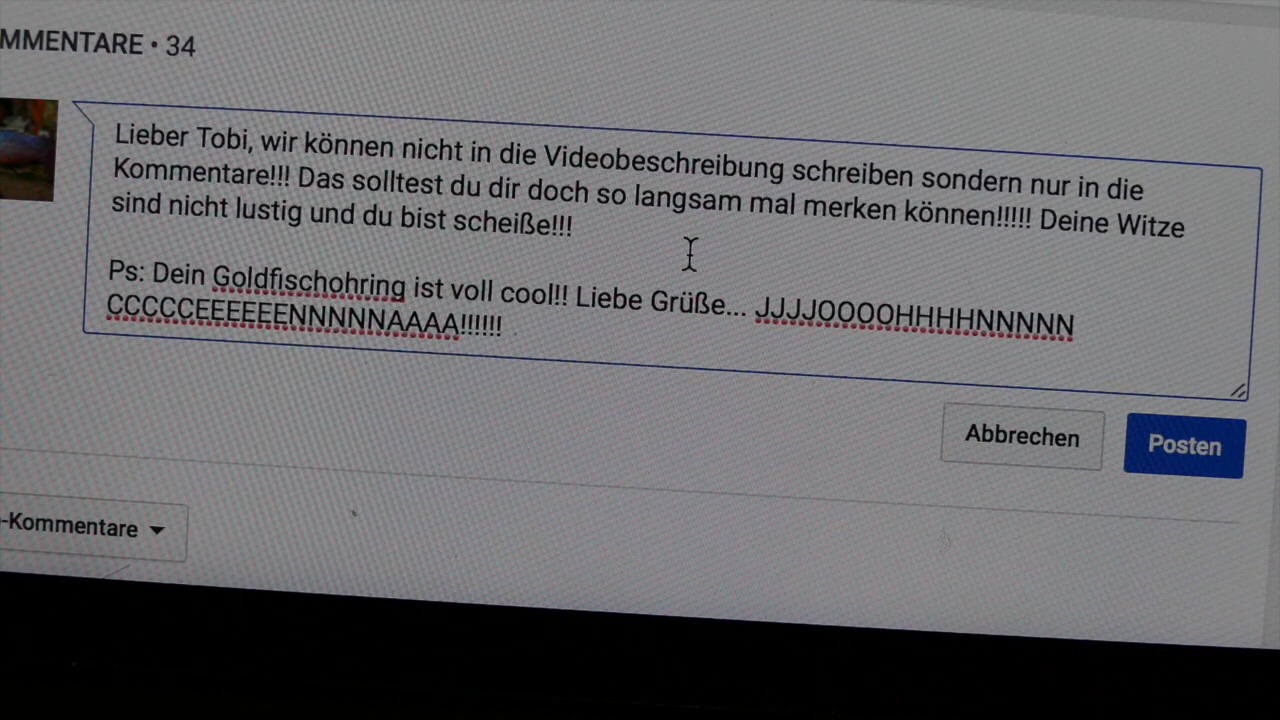 MMENTARE • 34
Lieber Tobi, wir können nicht in die Videobeschreibung schreiben sondern nur in die
Kommentare!!! Das solltest du dir doch so langsam mal merken können!!!!! Deine Witze
sind nicht lustig und du bist scheiße!!!
Ps: Dein Goldfischohring ist voll cool!! Liebe Grüße... JJJJOOOOHHHHNNNNN
CCCCCEEEEEENNNNNAAAA!!!!!!
Abbrechen
Posten
-Kommentare